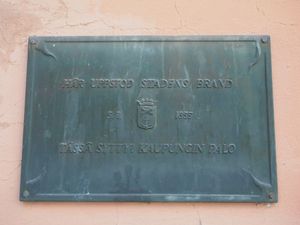 HÄR UPPSTOD STADENS BRAND
TÄSSÄ SYTTYI KAUPUNGIN PALO